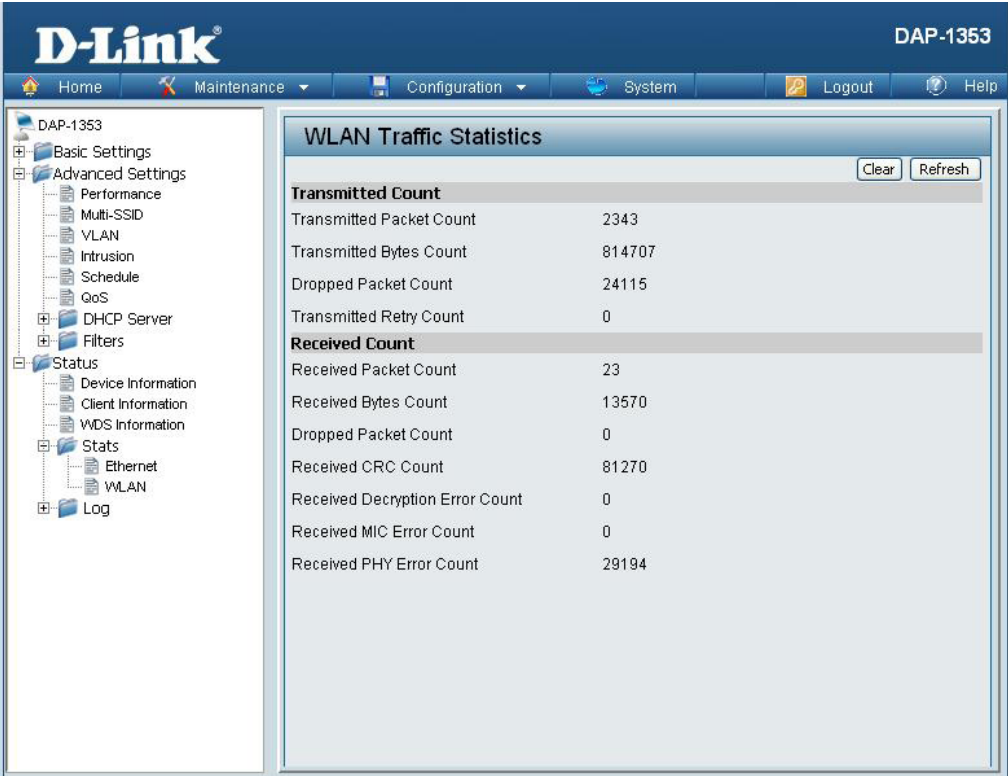 D-Link®
DAP-1353
Home Maintenance Configuration System Logout Help
DAP-1353
Basic Settings
Advanced Settings
Performance
Multi-SSID
VLAN
Intrusion
Schedule
QoS
DHCP Server
Filters
Status
Device Information
Client Information
WDS Information
Stats
Ethernet
WLAN
Log
WLAN Traffic Statistics
Clear Refresh
Transmitted Count
Transmitted Packet Count 2343
Transmitted Bytes Count 814707
Dropped Packet Count 24115
Transmitted Retry Count 0
Received Count
Received Packet Count 23
Received Bytes Count 13570
Dropped Packet Count 0
Received CRC Count 81270
Received Decryption Error Count 0
Received MIC Error Count 0
Received PHY Error Count 29194